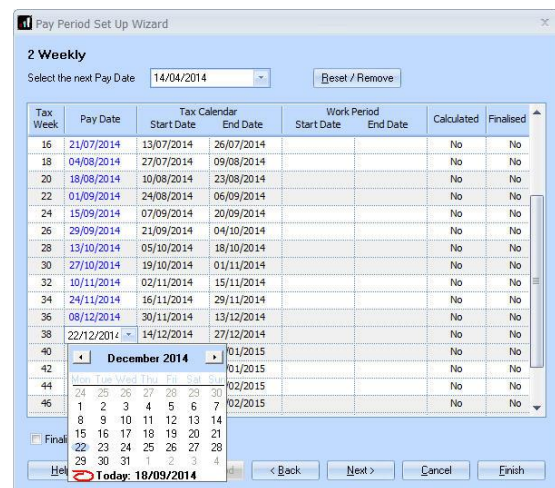 Pay Period Set Up Wizard
2 Weekly
Select the next Pay Date 14/04/2014 Reset / Remove
Tax Week Pay Date Tax Calendar Start Date End Date Work Period Start Date End Date Calculated Finalised
16 21/07/2014 13/07/2014 26/07/2014 No No
18 04/08/2014 27/07/2014 09/08/2014 No No
20 18/08/2014 10/08/2014 23/08/2014 No No
22 01/09/2014 24/08/2014 06/09/2014 No No
24 15/09/2014 07/09/2014 20/09/2014 No No
26 29/09/2014 21/09/2014 04/10/2014 No No
28 13/10/2014 05/10/2014 18/10/2014 No No
30 27/10/2014 19/10/2014 01/11/2014 No No
32 10/11/2014 02/11/2014 15/11/2014 No No
34 24/11/2014 16/11/2014 29/11/2014 No No
36 08/12/2014 30/11/2014 13/12/2014 No No
38 22/12/2014 14/12/2014 27/12/2014 No No
40 /01/2015 No No
42 /01/2015 No No
44 /02/2015 No No
46 /02/2015 No No
December 2014
Mon Tue Wed Thu Fri Sat Sun
24 25 26 27 28 29 30
1 2 3 4 5 6 7
8 9 10 11 12 13 14
15 16 17 18 19 20 21
22 23 24 25 26 27 28
29 30 31 1 2 3 4
Today: 18/09/2014
Finali
Hel < Back Next > Cancel Finish